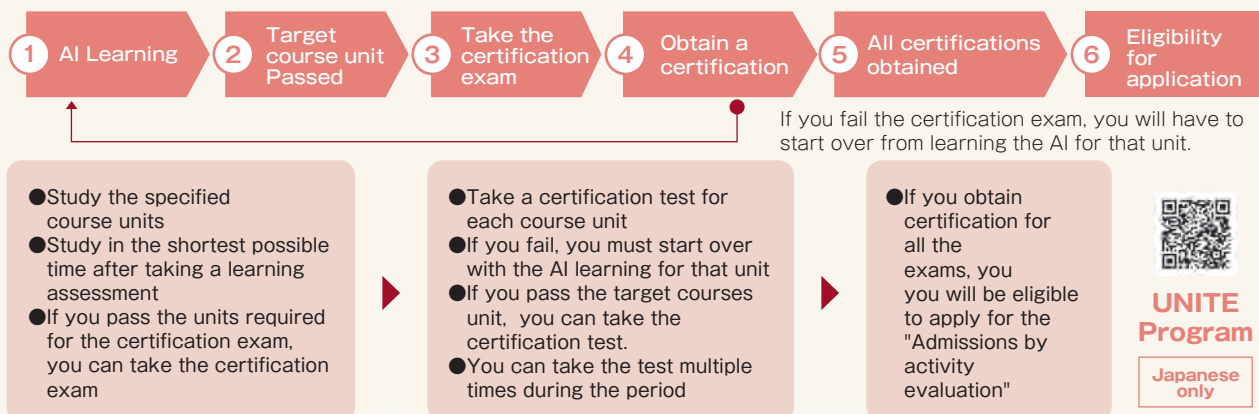 1 AI Learning
2 Target
course unit
Passed
3 Take the
certification
exam
4 Obtain a
certification
5 All certifications
obtained
6 Eligibility
for
application
If you fail the certification exam, you will have to
start over from learning the AI for that unit.
●Study the specified
course units
●Study in the shortest possible
time after taking a learning
assessment
●If you pass the units required
for the certification exam,
you can take the certification
exam
●Take a certification test for
each course unit
●If you fail, you must start over
with the AI learning for that unit
●If you pass the target courses
unit, you can take the
certification test.
●You can take the test multiple
times during the period
●If you obtain
certification for
all the
exams, you
you will be eligible
to apply for the
"Admissions by
activity
evaluation"
UNITE
Program
Japanese
only